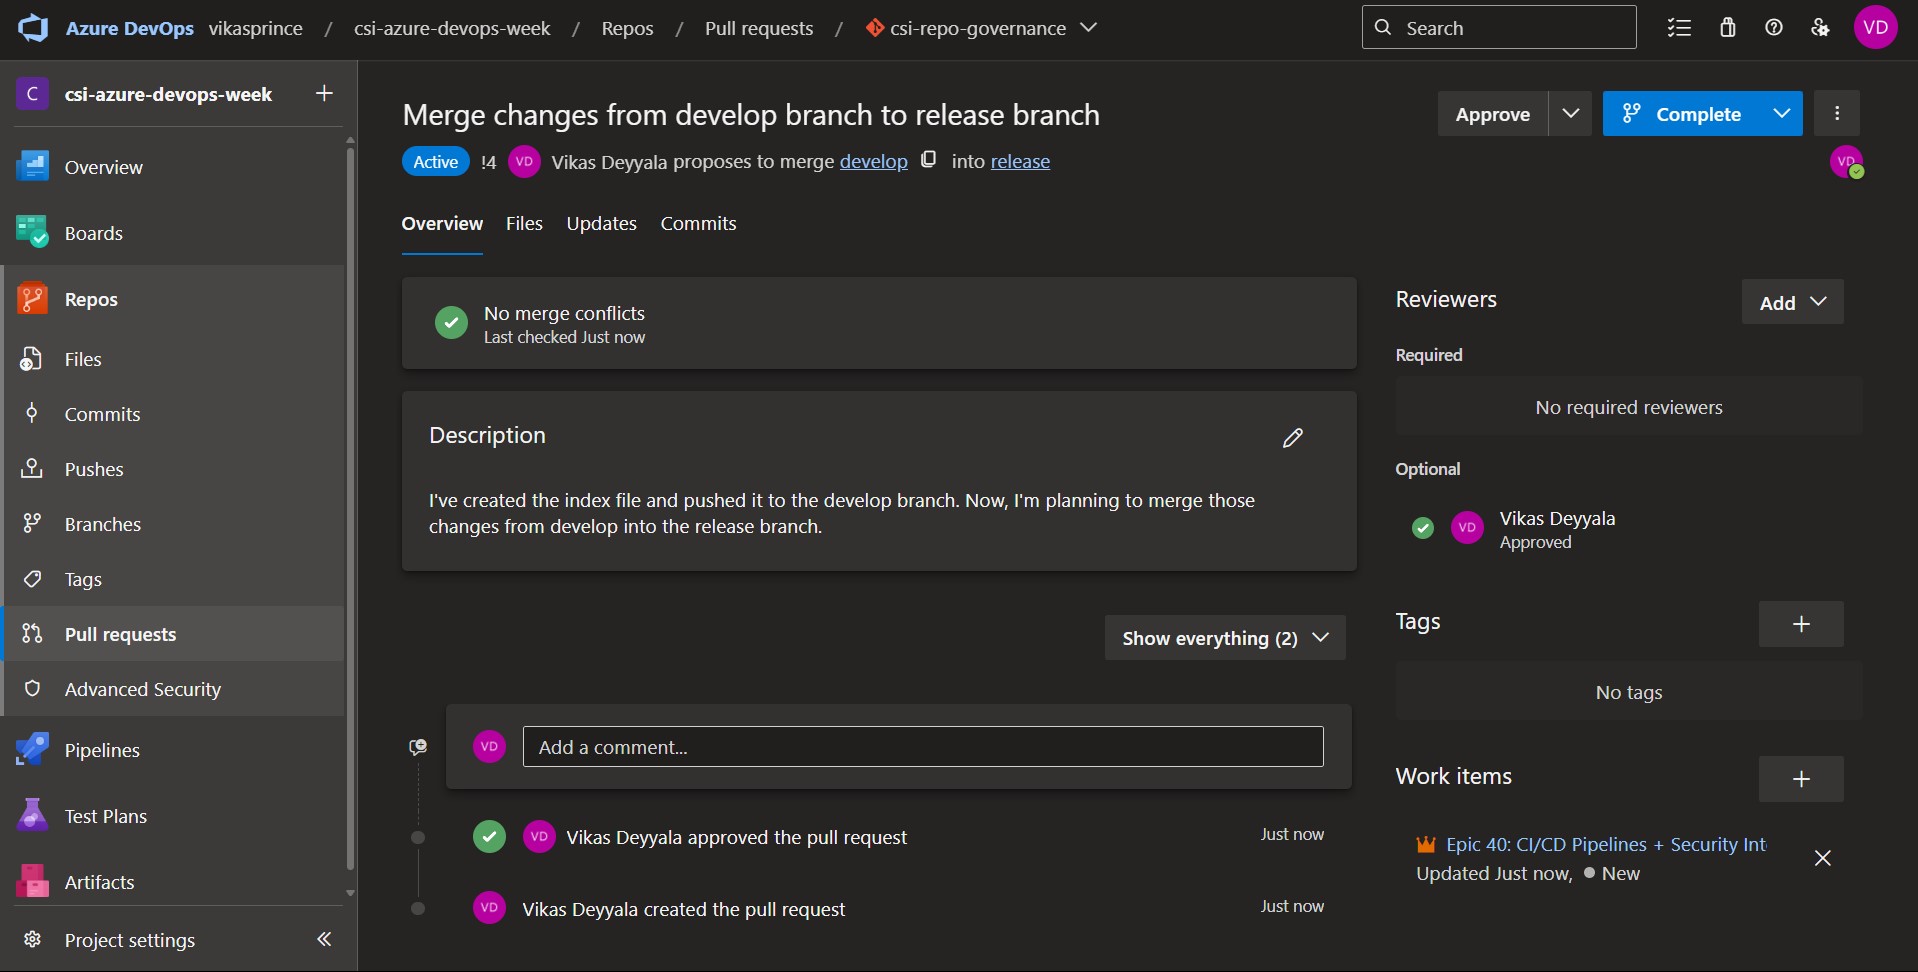 Azure DevOps vikasprince / csi-azure-devops-week / Repos / Pull requests / csi-repo-governance
Search
VD
C csi-azure-devops-week
Overview
Boards
Repos
Files
Commits
Pushes
Branches
Tags
Pull requests
Advanced Security
Pipelines
Test Plans
Artifacts
Project settings
Merge changes from develop branch to release branch
Approve
Complete
Active !4 VD Vikas Deyyala proposes to merge develop into release
VD
Overview Files Updates Commits
No merge conflicts
Last checked Just now
Description
I've created the index file and pushed it to the develop branch. Now, I'm planning to merge those
changes from develop into the release branch.
Show everything (2)
VD Add a comment...
VD Vikas Deyyala approved the pull request Just now
VD Vikas Deyyala created the pull request Just now
Reviewers
Add
Required
No required reviewers
Optional
VD Vikas Deyyala
Approved
Tags
No tags
Work items
Epic 40: CI/CD Pipelines + Security Int
Updated Just now, New